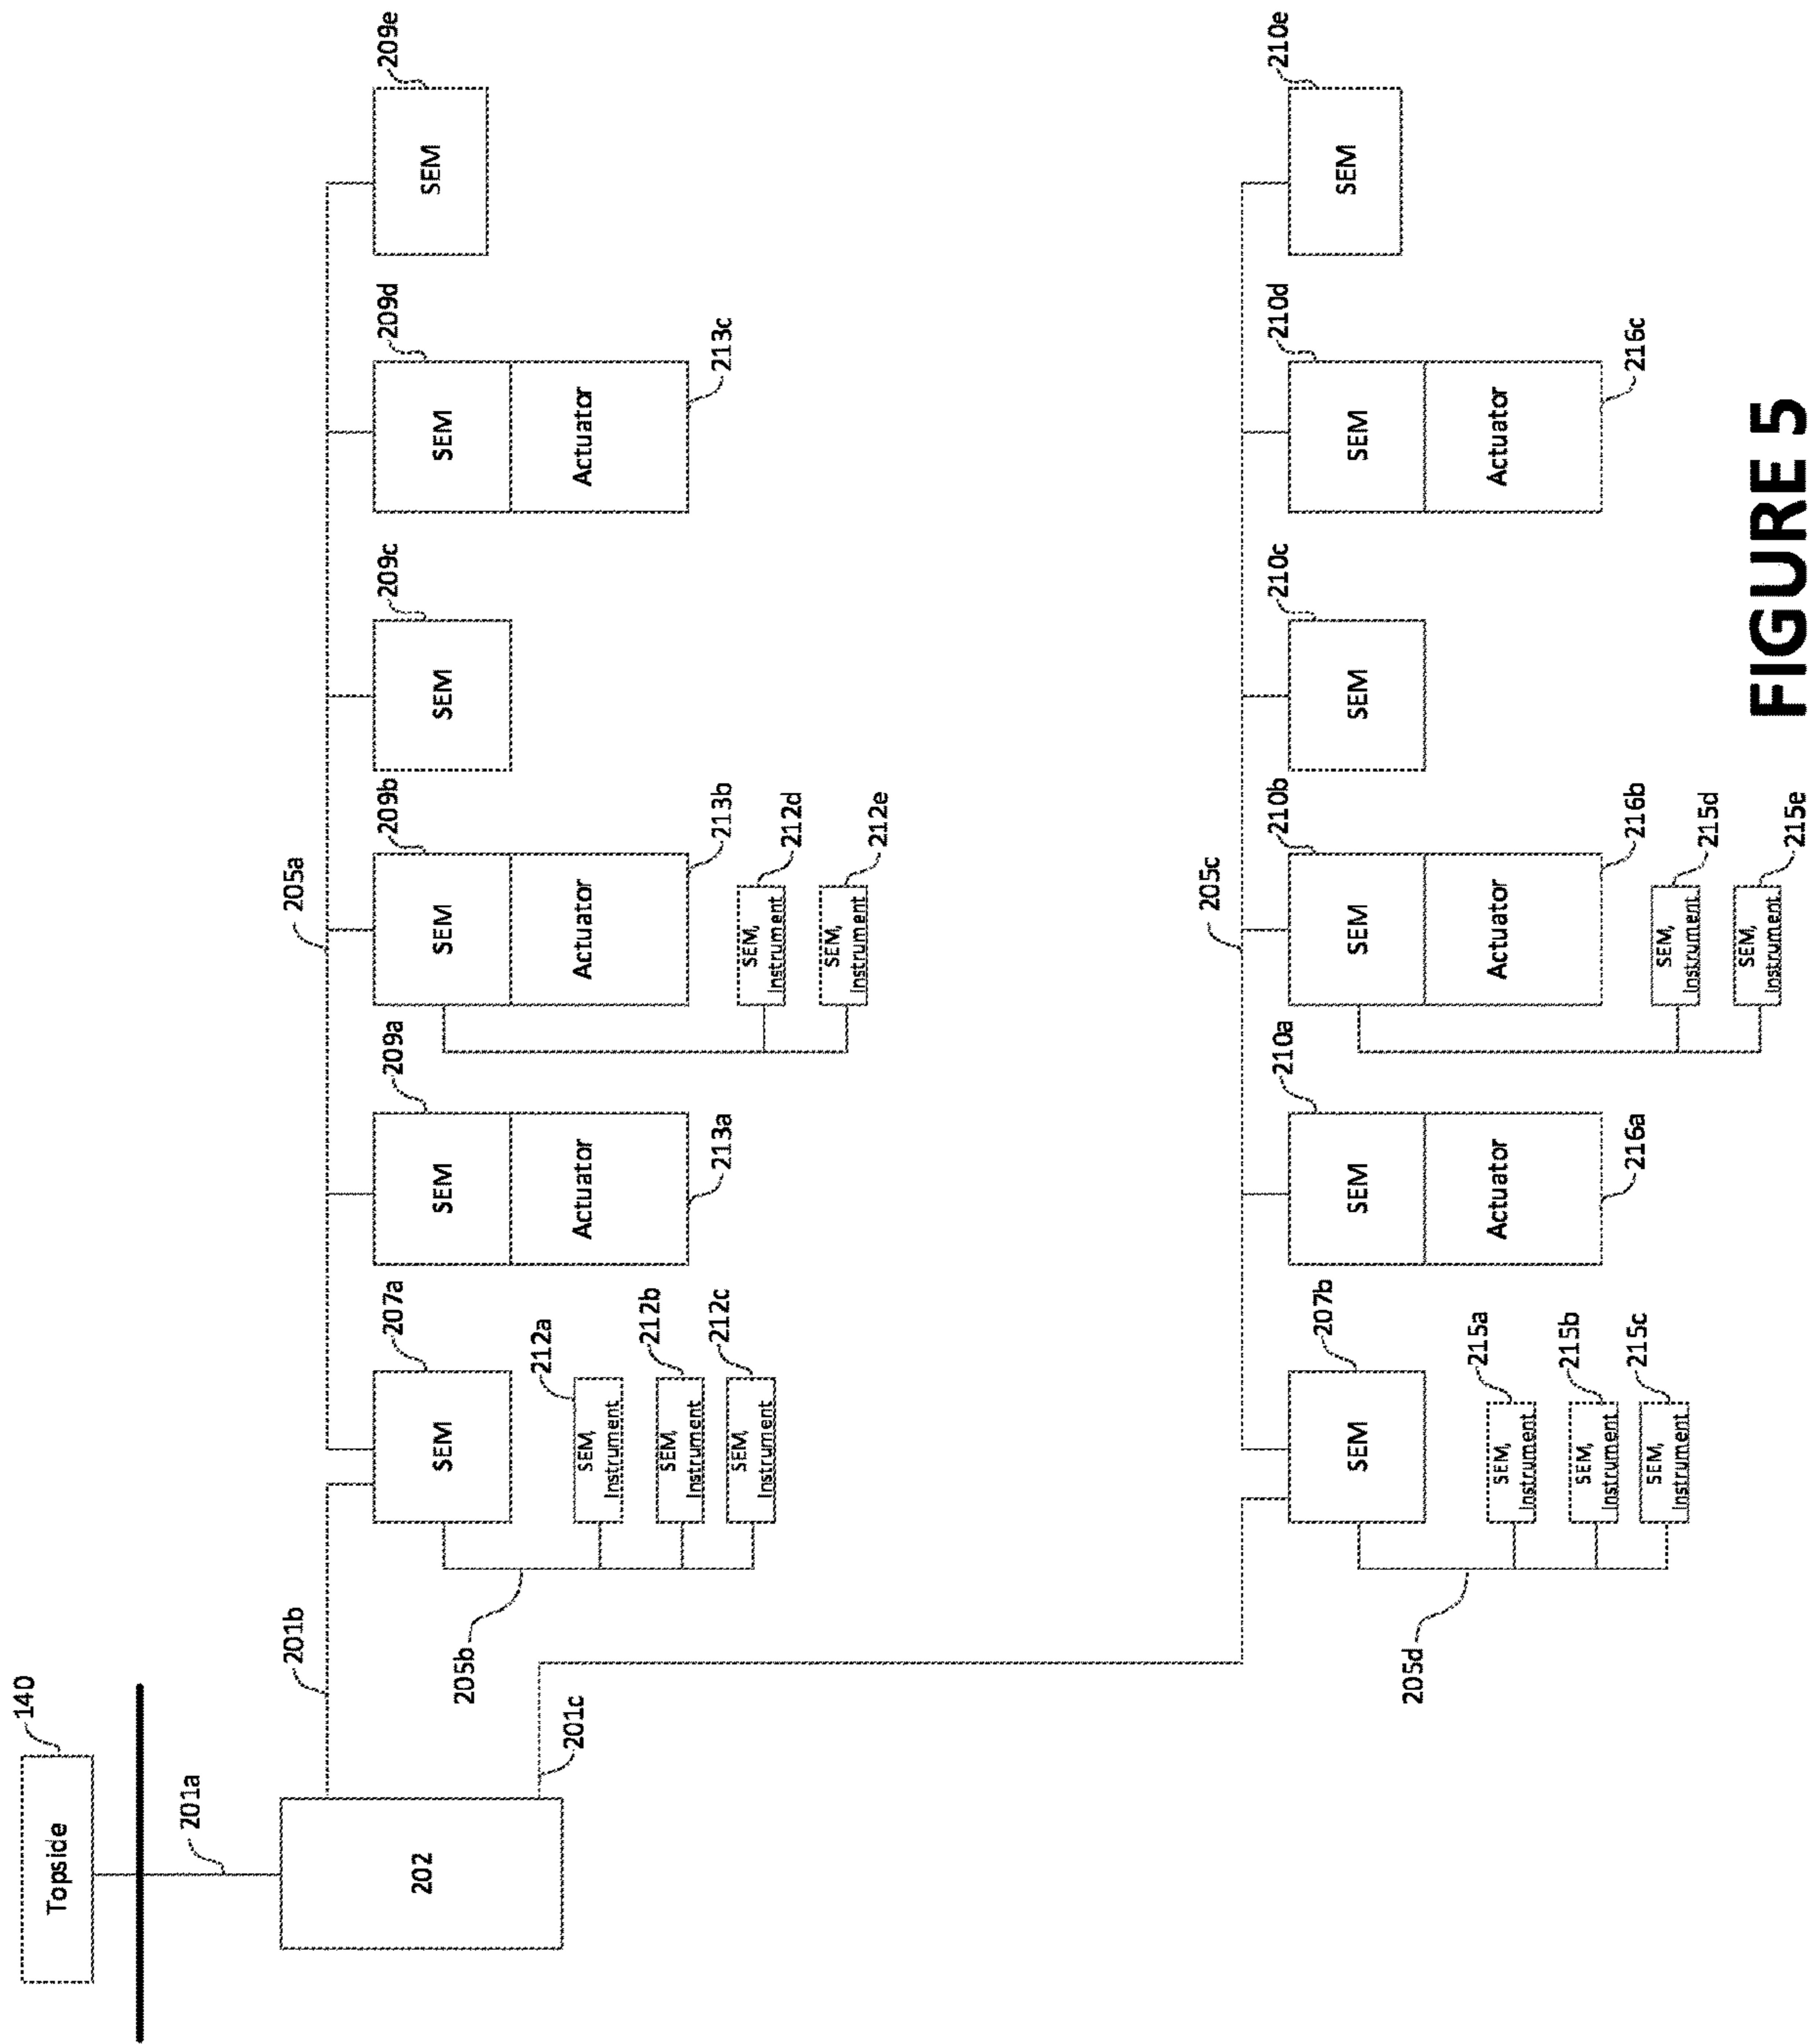 140
Topside
201a
202
201b
201c
205a
207a
SEM
205b
212a
SEM,
Instrument
212b
SEM,
Instrument
212c
SEM,
Instrument
209a
SEM
Actuator
213a
209b
SEM
Actuator
213b
212d
SEM,
Instrument
212e
SEM,
Instrument
209c
SEM
209d
SEM
Actuator
213c
209e
SEM
205c
207b
SEM
205d
215a
SEM,
Instrument
215b
SEM,
Instrument
215c
SEM,
Instrument
210a
SEM
Actuator
216a
210b
SEM
Actuator
216b
215d
SEM,
Instrument
215e
SEM,
Instrument
210c
SEM
210d
SEM
Actuator
216c
210e
SEM
FIGURE 5